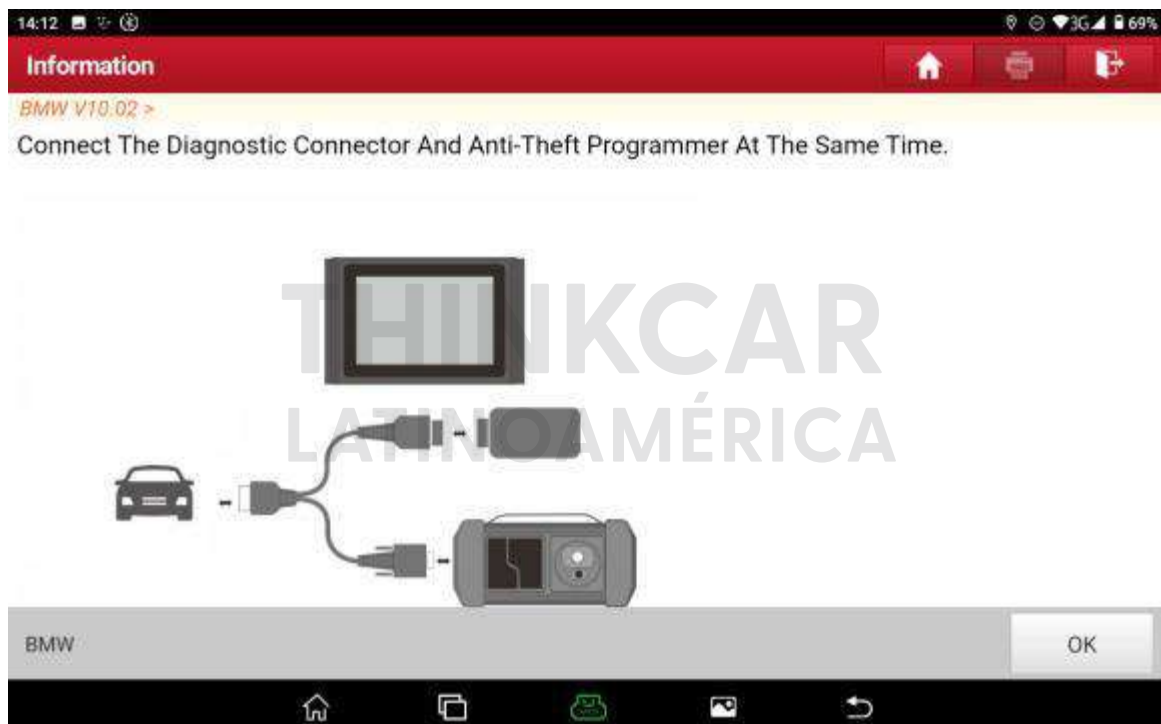 14:12
3G 69%
Information
BMW V10.02 >
Connect The Diagnostic Connector And Anti-Theft Programmer At The Same Time.
THINKCAR
LATINOAMÉRICA
BMW
OK